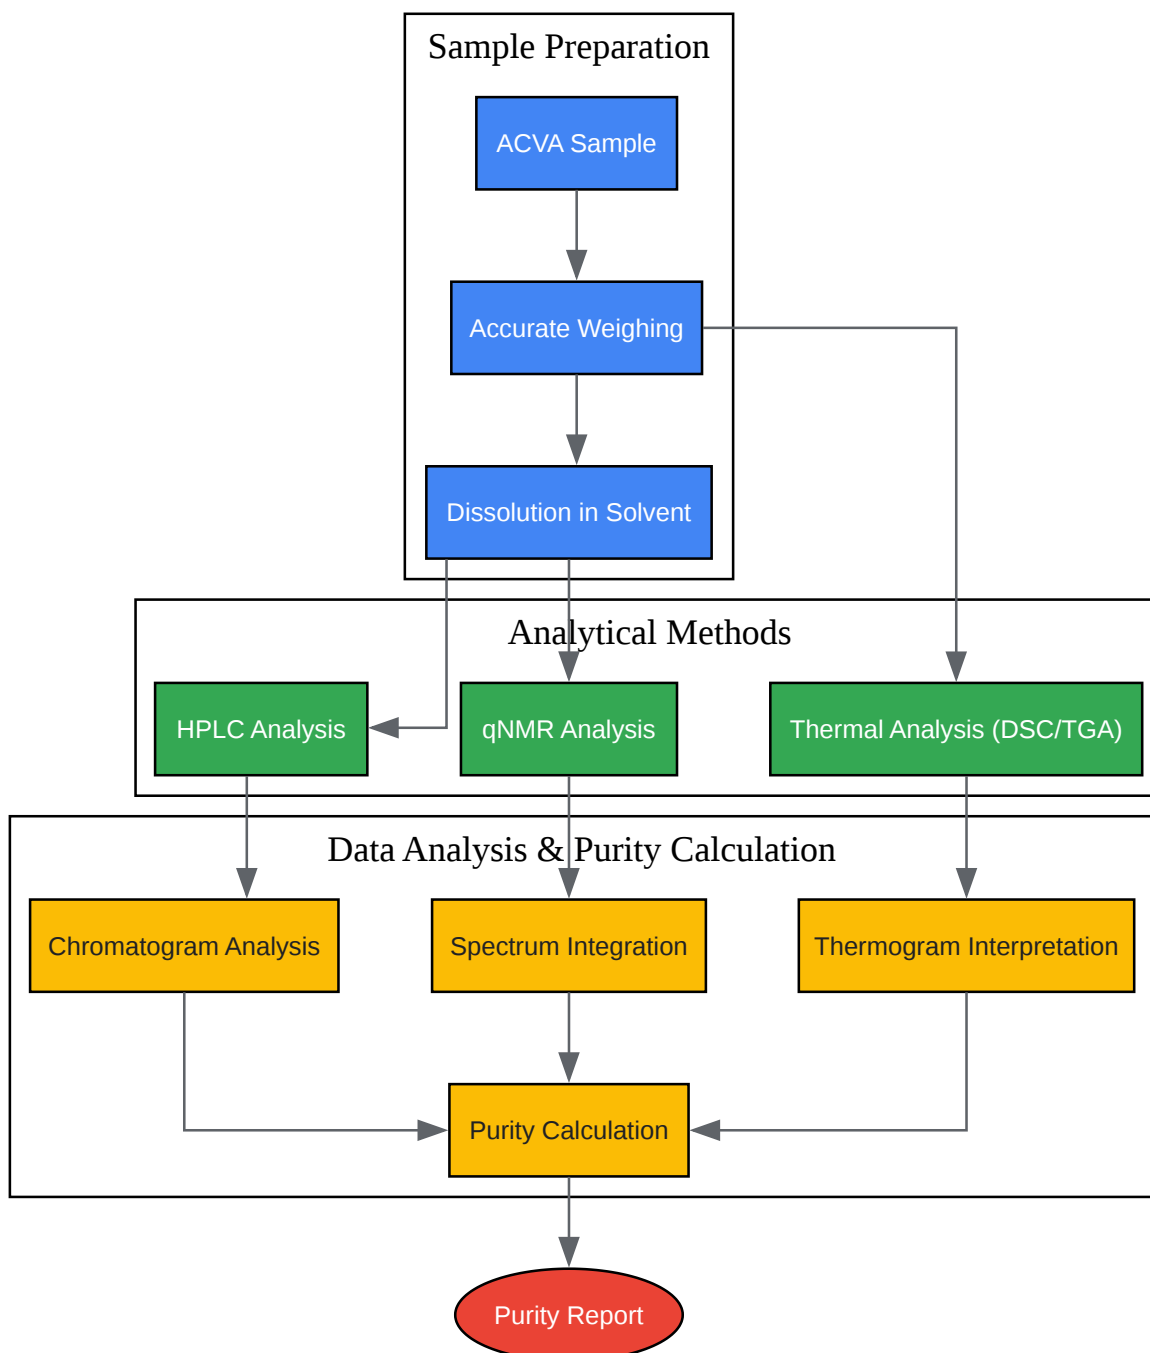 Sample Preparation
ACVA Sample
Accurate Weighing
Dissolution in Solvent
Analytical Methods
HPLC Analysis
qNMR Analysis
Thermal Analysis (DSC/TGA)
Data Analysis & Purity Calculation
Chromatogram Analysis
Spectrum Integration
Thermogram Interpretation
Purity Calculation
Purity Report